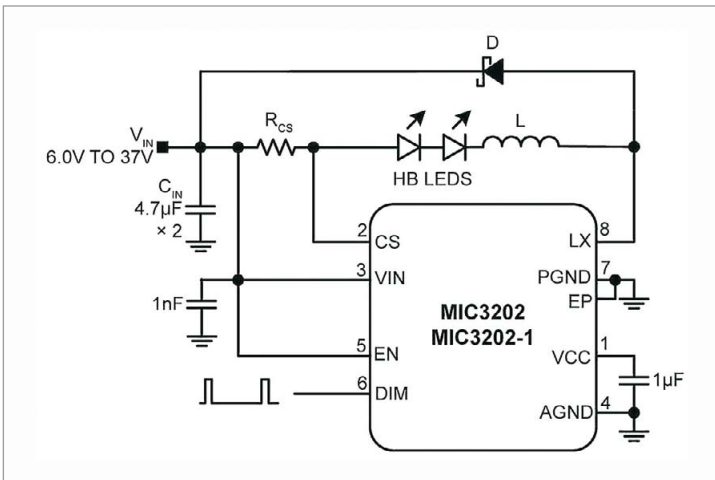 D
R_CS
L
V_IN
6.0V TO 37V
HB LEDS
C_IN
4.7µF
× 2
2
CS
8
LX
3
VIN
7
PGND
EP
1nF
MIC3202
MIC3202-1
5
EN
1
VCC
1µF
6
DIM
4
AGND